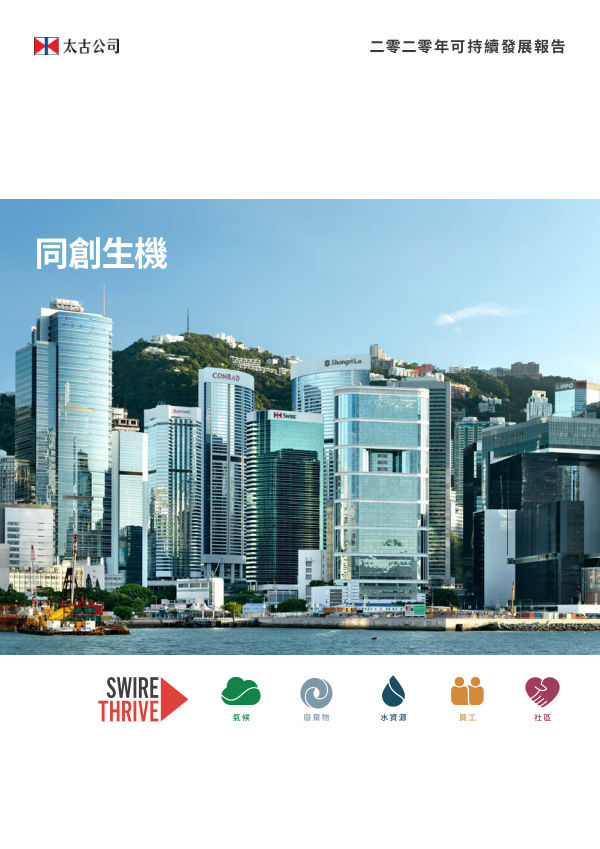 太古公司
二零二零年可持續發展報告
同創生機
CONRAD
Shangri-La
Marriott
SWIRE
LIPPO
SWIRE
THRIVE
氣候
廢棄物
水資源
員工
社區